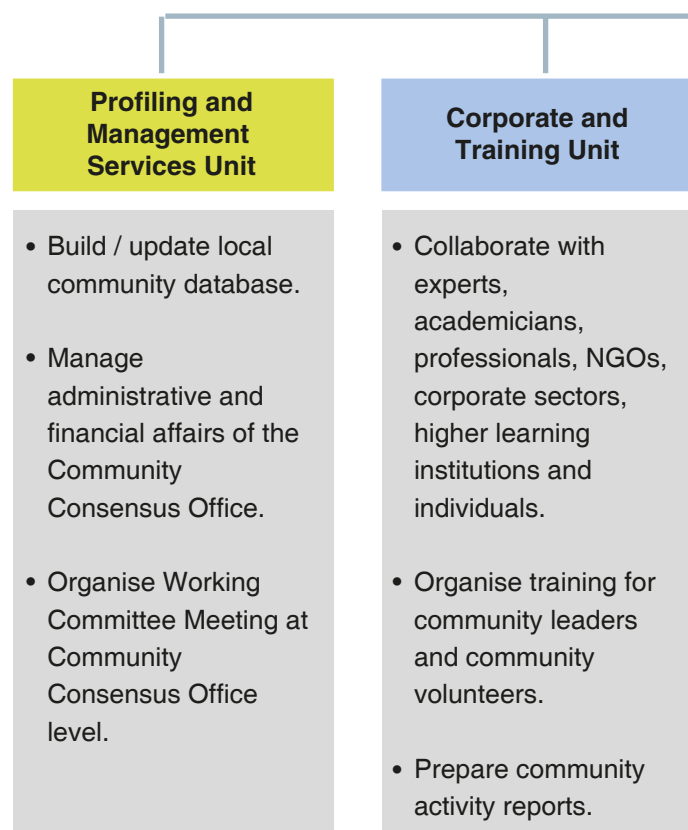 Profiling and
Management
Services Unit
• Build / update local
community database.
• Manage
administrative and
financial affairs of the
Community
Consensus Office.
• Organise Working
Committee Meeting at
Community
Consensus Office
level.
Corporate and
Training Unit
• Collaborate with
experts,
academicians,
professionals, NGOs,
corporate sectors,
higher learning
institutions and
individuals.
• Organise training for
community leaders
and community
volunteers.
• Prepare community
activity reports.